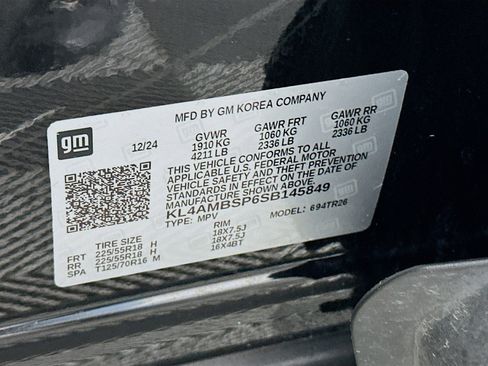 MFD BY GM KOREA COMPANY
gm
12/24 GVWR GAWR FRT GAWR RR
1910 KG 1060 KG 1060 KG
4211 LB 2336 LB 2336 LB
THIS VEHICLE CONFORMS TO ALL
APPLICABLE U.S. FEDERAL MOTOR
VEHICLE SAFETY AND THEFT PREVENTION
STANDARDS IN EFFECT ON THE DATE OF
MANUFACTURE SHOWN ABOVE.
KL4AMBSP6SB145849
TYPE: MPV MODEL: 694TR26
TIRE SIZE RIM
FRT 225/55R18 H 18X7.5J
RR 225/55R18 H 18X7.5J
SPA T125/70R16 M 16X4BT